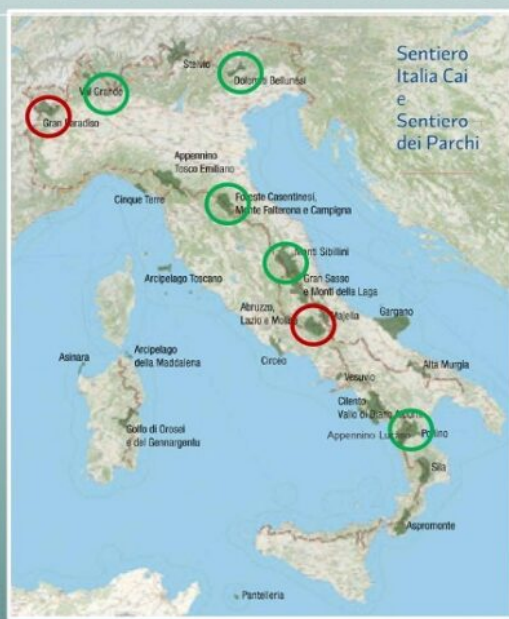 Sentiero
Italia Cai
e
Sentiero
dei Parchi
Stelvio
Val Grande
Dolomiti Bellunesi
Gran Paradiso
Appennino
Tosco Emiliano
Cinque Terre
Foreste Casentinesi,
Monte Falterona e Campigna
Monti Sibillini
Arcipelago Toscano
Gran Sasso
e Monti della Laga
Abruzzo,
Lazio e Molise
Majella
Gargano
Circeo
Asinara
Arcipelago
della Maddalena
Vesuvio
Alta Murgia
Cilento
Vallo di Diano
Appennino Lucano
Pollino
Golfo di Orosei
e del Gennargentu
Sila
Aspromonte
Pantelleria